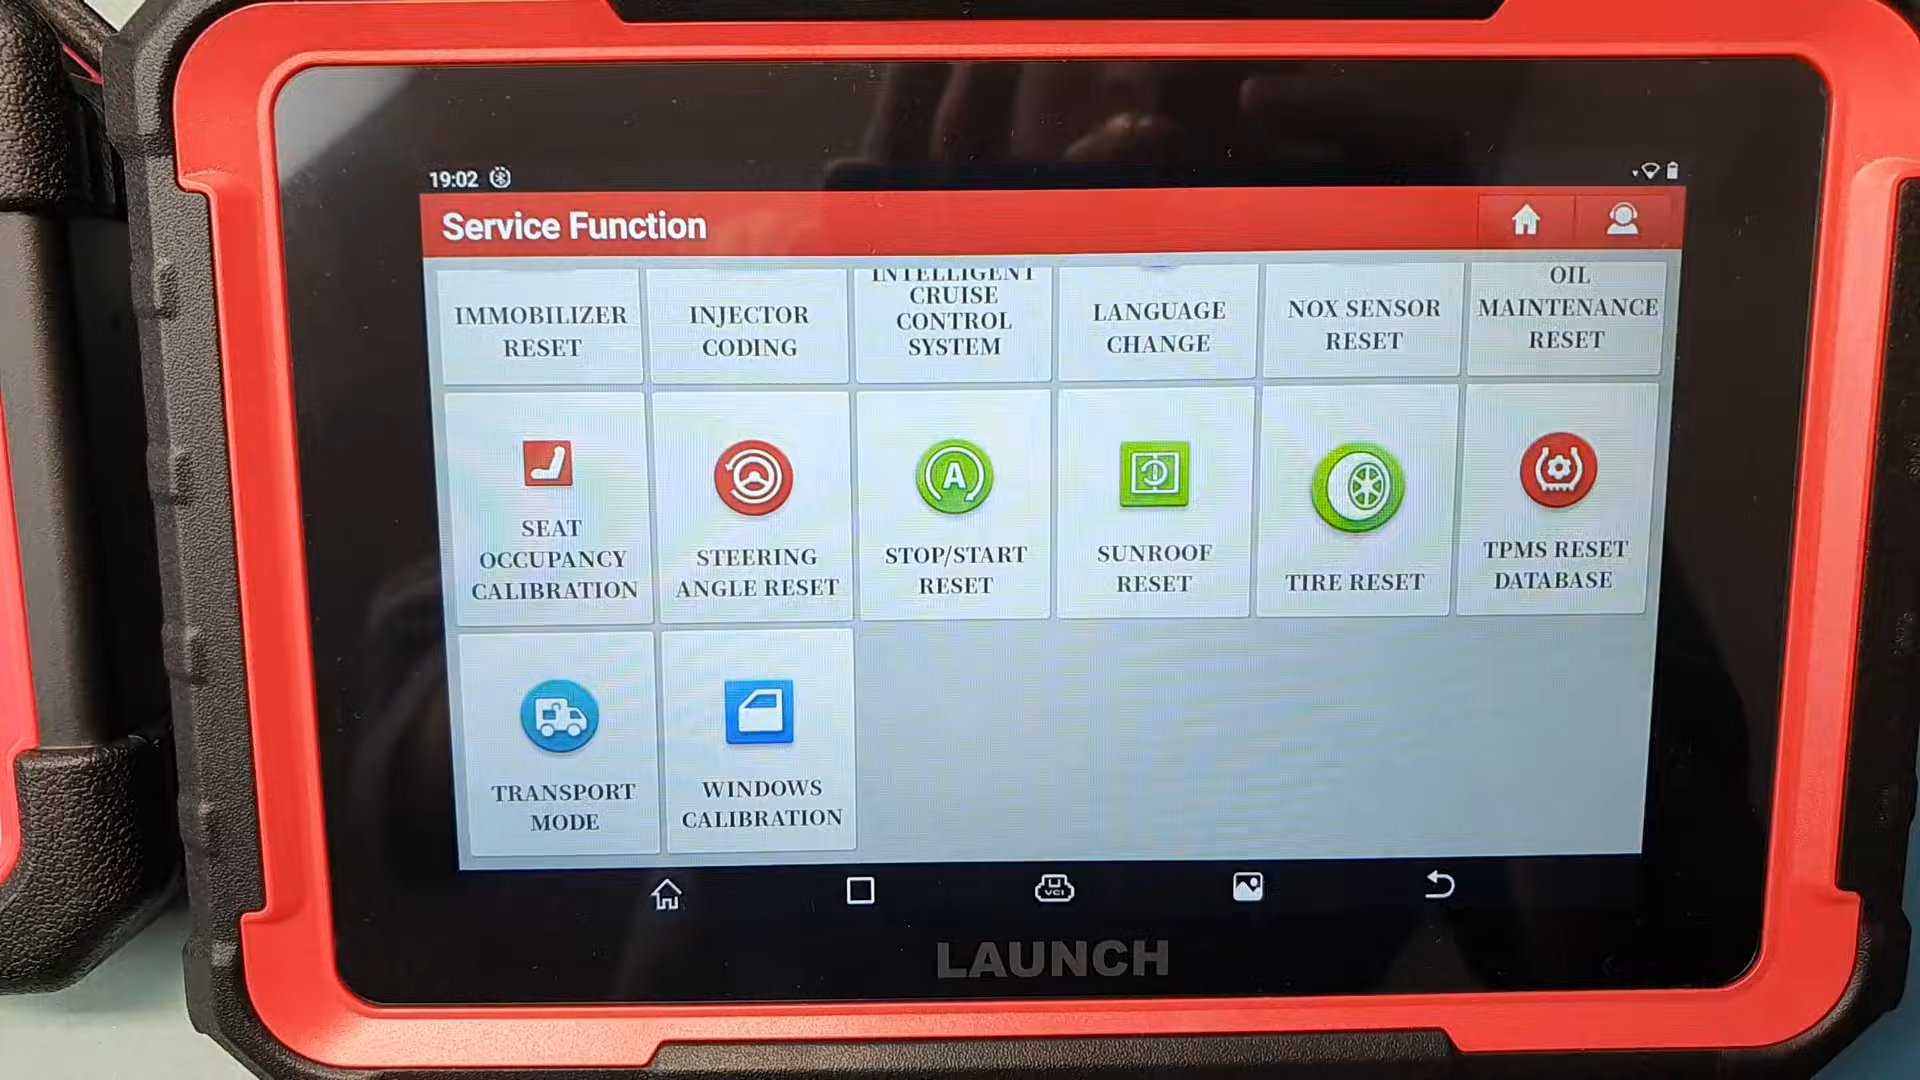 19:02
Service Function
IMMOBILIZER
RESET
INJECTOR
CODING
INTELLIGENT
CRUISE
CONTROL
SYSTEM
LANGUAGE
CHANGE
NOX SENSOR
RESET
OIL
MAINTENANCE
RESET
SEAT
OCCUPANCY
CALIBRATION
STEERING
ANGLE RESET
A
STOP/START
RESET
SUNROOF
RESET
TIRE RESET
TPMS RESET
DATABASE
TRANSPORT
MODE
WINDOWS
CALIBRATION
VCI
LAUNCH